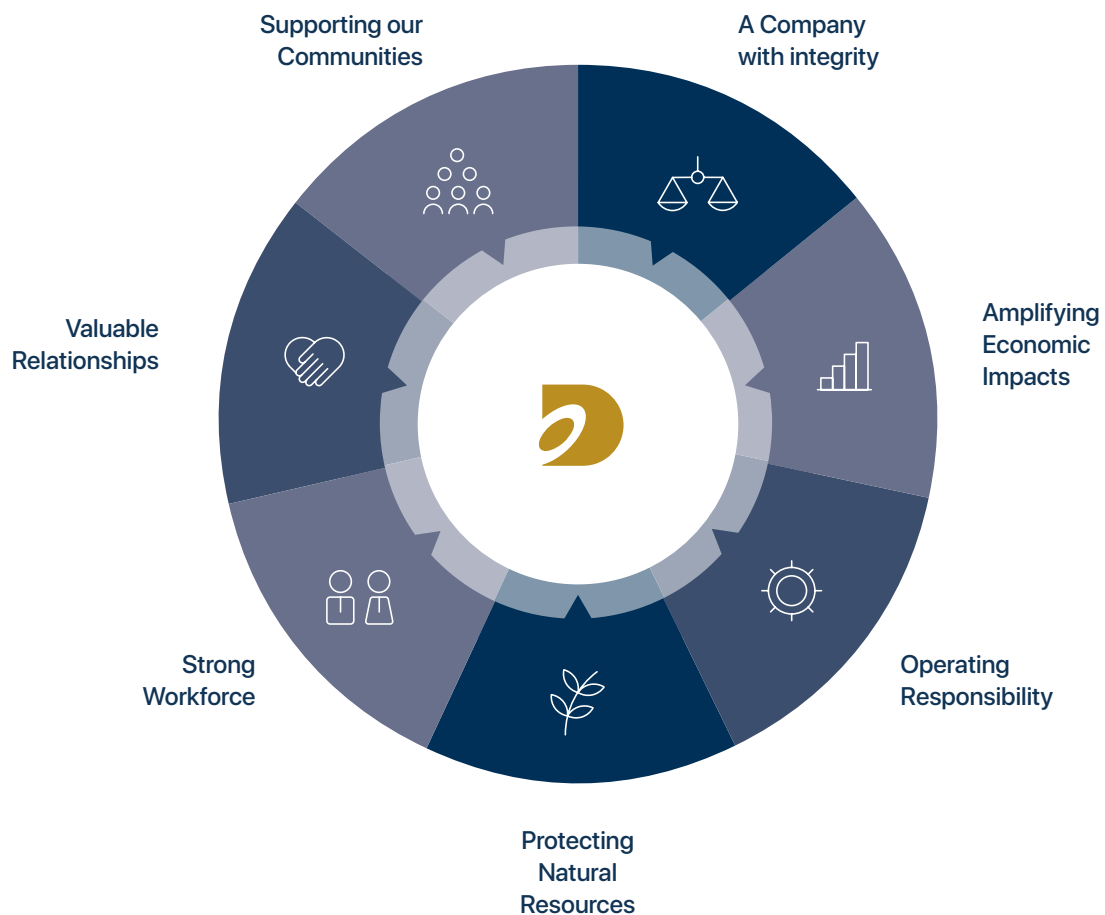 Supporting our
Communities
A Company
with integrity
Amplifying
Economic
Impacts
Operating
Responsibility
Protecting
Natural
Resources
Strong
Workforce
Valuable
Relationships